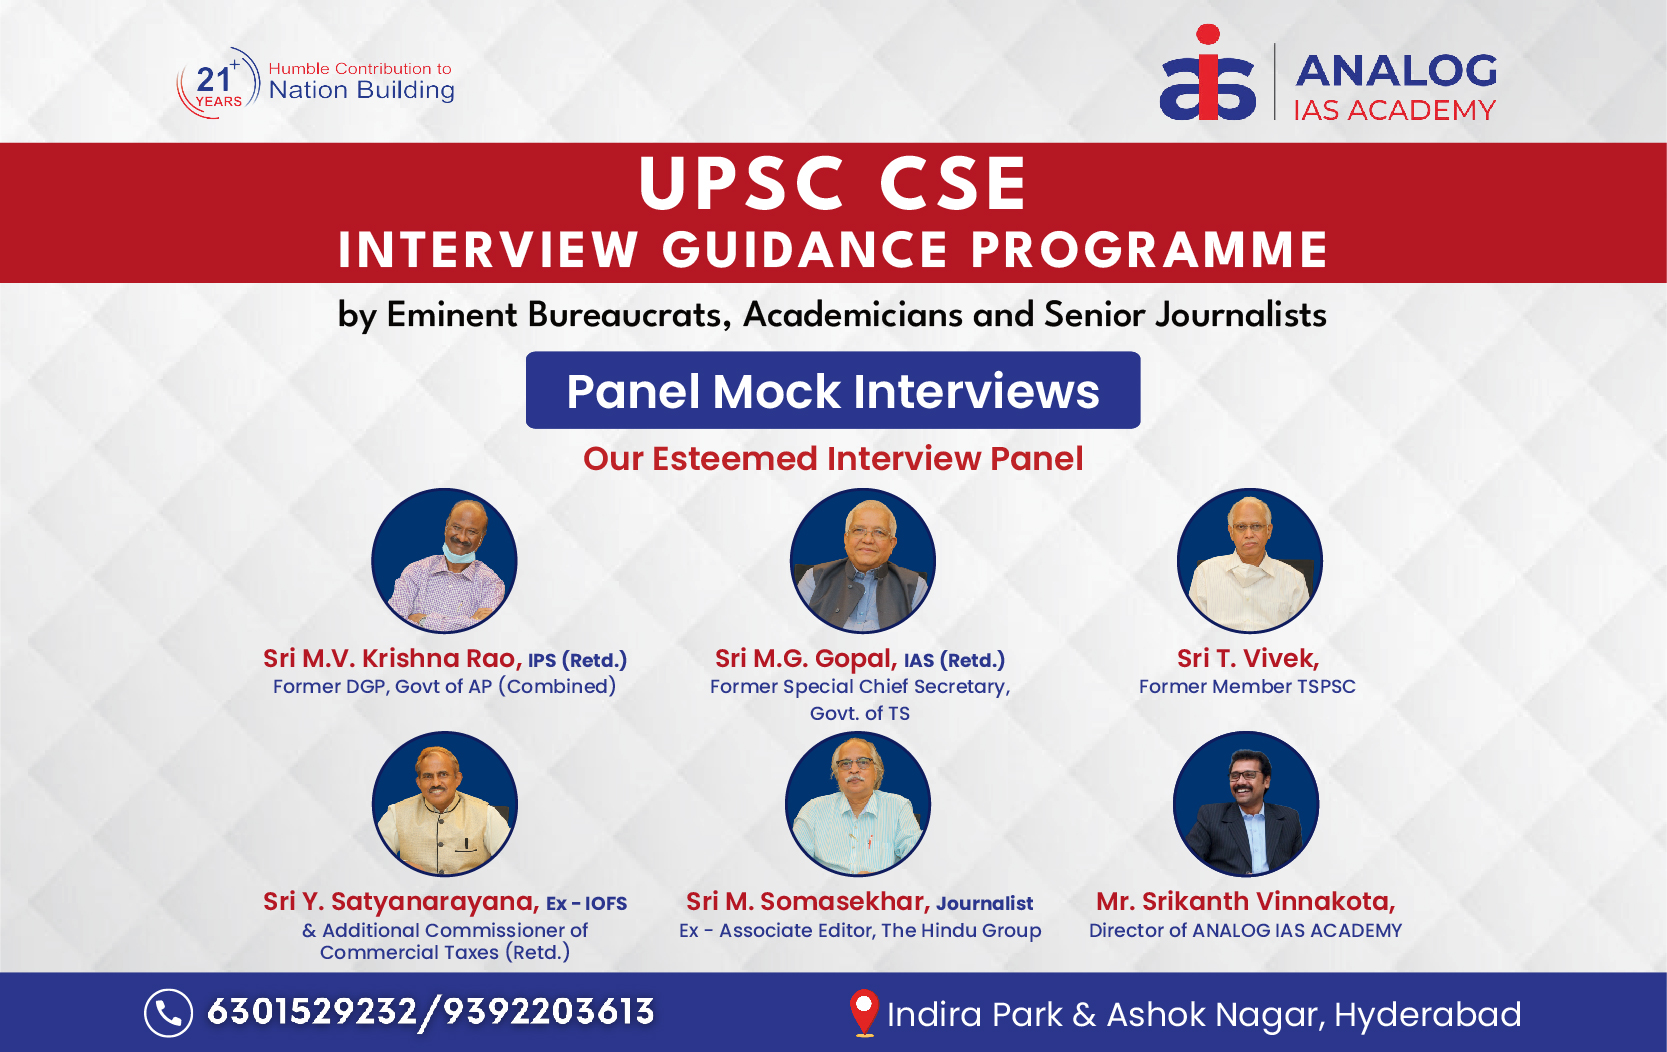 21+
YEARS
Humble Contribution to
Nation Building
ais
ANALOG
IAS ACADEMY
UPSC CSE
INTERVIEW GUIDANCE PROGRAMME
by Eminent Bureaucrats, Academicians and Senior Journalists
Panel Mock Interviews
Our Esteemed Interview Panel
Sri M.V. Krishna Rao, IPS (Retd.)
Former DGP, Govt of AP (Combined)
Sri M.G. Gopal, IAS (Retd.)
Former Special Chief Secretary,
Govt. of TS
Sri T. Vivek,
Former Member TSPSC
Sri Y. Satyanarayana, Ex - IOFS
& Additional Commissioner of
Commercial Taxes (Retd.)
Sri M. Somasekhar, Journalist
Ex - Associate Editor, The Hindu Group
Mr. Srikanth Vinnakota,
Director of ANALOG IAS ACADEMY
6301529232/9392203613
Indira Park & Ashok Nagar, Hyderabad